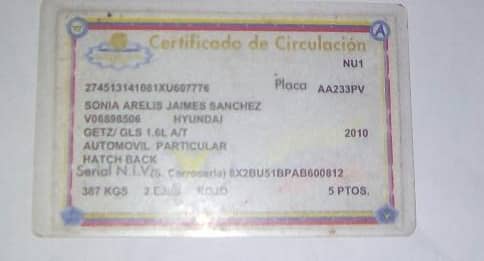 Certificado de Circulación
NU1
274513141081XU607776 Placa AA233PV
SONIA ARELIS JAIMES SANCHEZ
V06898506 HYUNDAI
GETZ/ GLS 1.6L A/T 2010
AUTOMOVIL PARTICULAR
HATCH BACK
Serial N.I.V. (S. Carroseria) 8X2BU51BPAB600812
387 KGS 2 EJES ROJO 5 PTOS.